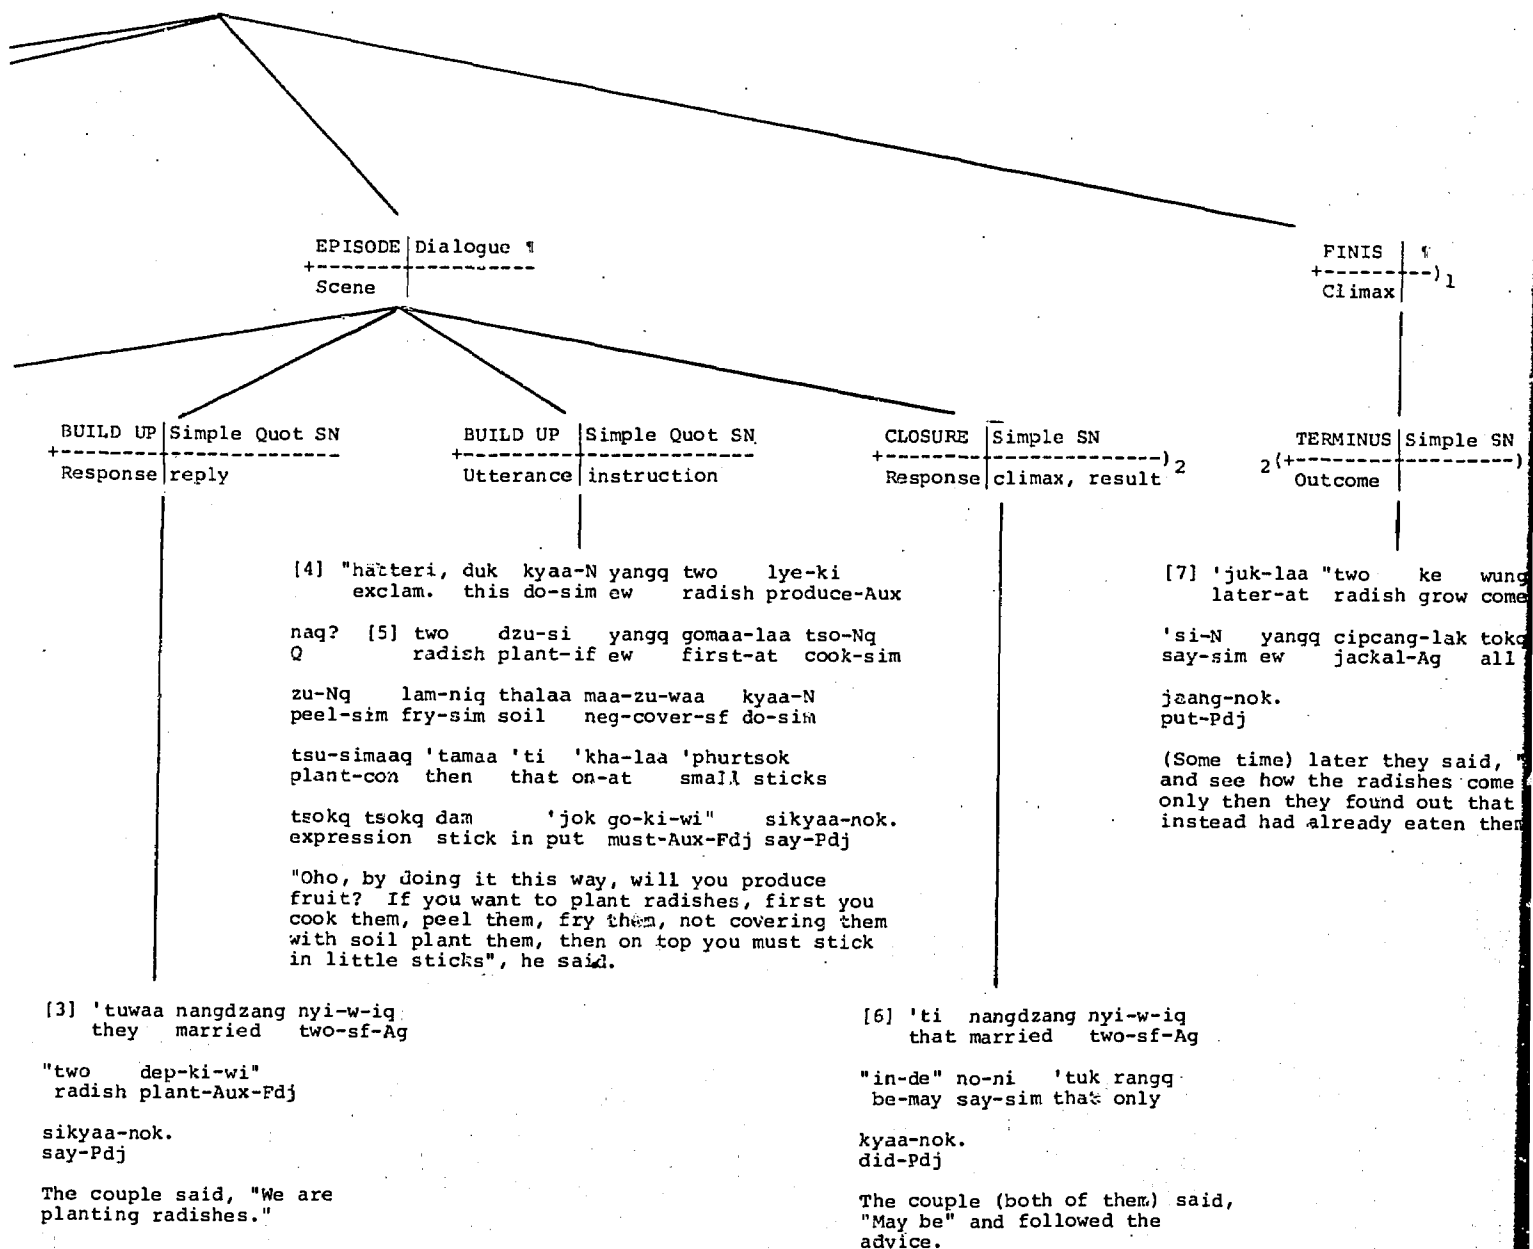 EPISODE|Dialogue ¶
+-------------------
Scene
FINIS | ¶
+----------)1
Climax
BUILD UP|Simple Quot SN
+-------------------------
Response|reply
BUILD UP |Simple Quot SN
+-------------------------
Utterance|instruction
CLOSURE |Simple SN
+------------------------)2
Response|climax, result
TERMINUS|Simple SN
2(+-------------------)
Outcome
[4] "hatteri, duk kyaa-N yangq two lye-ki
exclam. this do-sim ew radish produce-Aux
naq? [5] two dzu-si yangq gomaa-laa tso-Nq
Q radish plant-if ew first-at cook-sim
zu-Nq lam-niq thalaa maa-zu-waa kyaa-N
peel-sim fry-sim soil neg-cover-sf do-sim
tsu-simaaq 'tamaa 'ti 'kha-laa 'phurtsok
plant-con then that on-at small sticks
tsokq tsokq dam 'jok go-ki-wi" sikyaa-nok.
expression stick in put must-Aux-Fdj say-Pdj
"Oho, by doing it this way, will you produce
fruit? If you want to plant radishes, first you
cook them, peel them, fry them, not covering them
with soil plant them, then on top you must stick
in little sticks", he said.
[7] 'juk-laa "two ke wung
later-at radish grow come
'si-N yangq cipcang-lak
say-sim ew jackal-Ag all
jaang-nok.
put-Pdj
(Some time) later they said, "
and see how the radishes come
only then they found out that
instead had already eaten
[3] 'tuwaa nangdzang nyi-w-iq
they married two-sf-Ag
"two dep-ki-wi"
radish plant-Aux-Fdj
sikyaa-nok.
say-Pdj
The couple said, "We are
planting radishes."
[6] 'ti nangdzang nyi-w-iq
that married two-sf-Ag
"in-de" no-ni 'tuk rangq
be-may say-sim that only
kyaa-nok.
did-Pdj
The couple (both of them) said,
"May be" and followed the
advice.